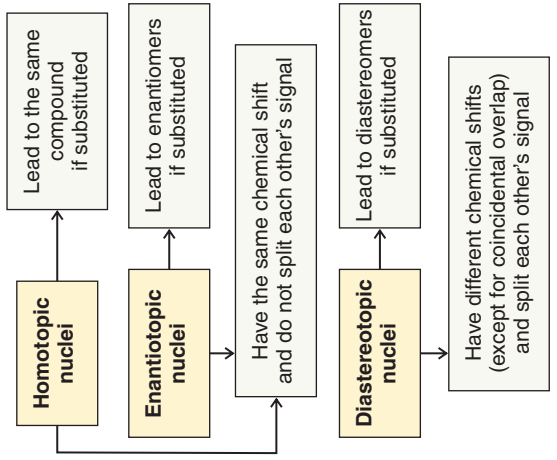 Homotopic
nuclei
Lead to the same
compound
if substituted
Enantiotopic
nuclei
Lead to enantiomers
if substituted
Have the same chemical shift
and do not split each other’s signal
Diastereotopic
nuclei
Lead to diastereomers
if substituted
Have different chemical shifts
(except for coincidental overlap)
and split each other’s signal